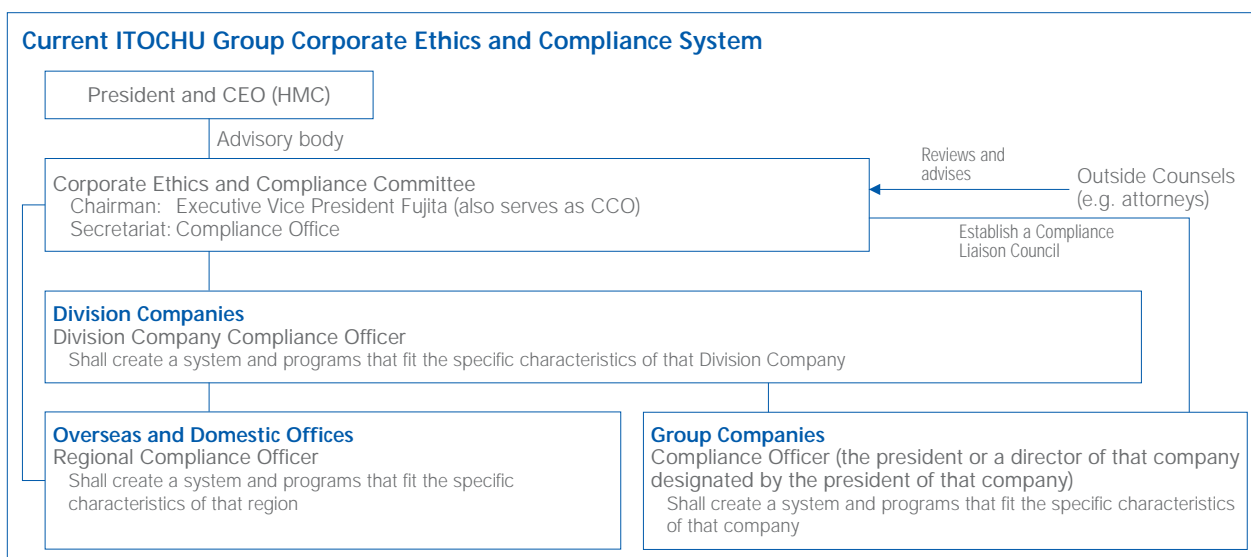 Current ITOCHU Group Corporate Ethics and Compliance System
President and CEO (HMC)
Advisory body
Corporate Ethics and Compliance Committee
Chairman: Executive Vice President Fujita (also serves as CCO)
Secretariat: Compliance Office
Reviews and
advises
Outside Counsels
(e.g. attorneys)
Establish a Compliance
Liaison Council
Division Companies
Division Company Compliance Officer
Shall create a system and programs that fit the specific characteristics of that Division Company
Overseas and Domestic Offices
Regional Compliance Officer
Shall create a system and programs that fit the specific
characteristics of that region
Group Companies
Compliance Officer (the president or a director of that company
designated by the president of that company)
Shall create a system and programs that fit the specific characteristics
of that company